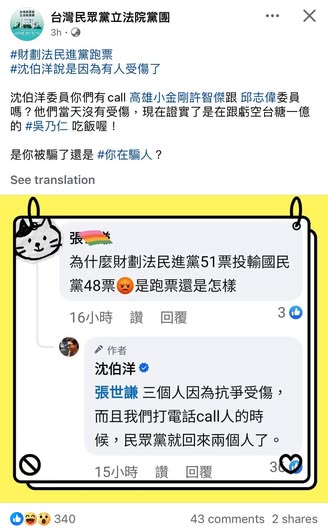 台灣民眾黨立法院黨團
3h ·
#財劃法民進黨跑票
#沈伯洋說是因為有人受傷了
沈伯洋委員你們有call 高雄小金剛許智傑跟 邱志偉委員
嗎？他們當天沒有受傷，現在證實了是在跟虧空台糖一億
的 #吳乃仁 吃飯喔！
是你被騙了還是 #你在騙人？
See translation
張
為什麼財劃法民進黨51票投輸國民
黨48票😡是跑票還是怎樣
16小時 讚 回覆 3
作者
沈伯洋
張世謙 三個人因為抗爭受傷，
而且我們打電話call人的時
候，民眾黨就回來兩個人了。
15小時 讚 回覆
340 43 comments 2 shares